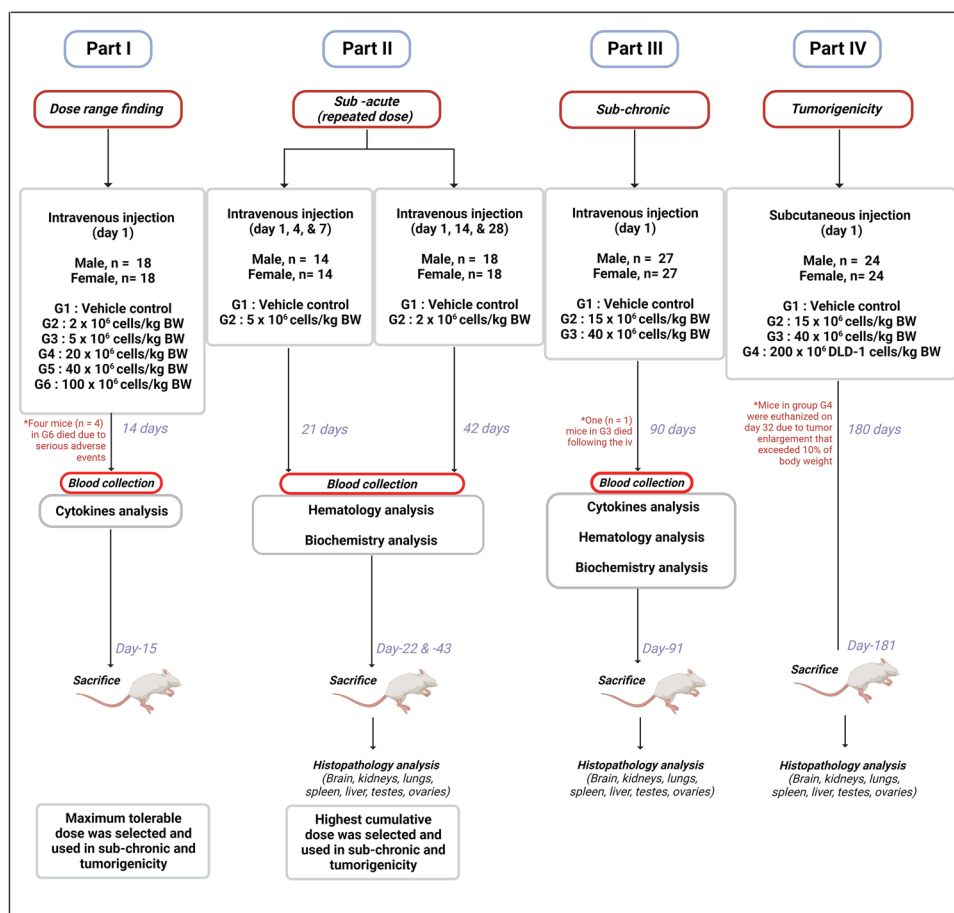 Part I
Dose range finding
Intravenous injection
(day 1)
Male, n = 18
Female, n= 18
G1 : Vehicle control
G2 : 2 x 10⁶ cells/kg BW
G3 : 5 x 10⁶ cells/kg BW
G4 : 20 x 10⁶ cells/kg BW
G5 : 40 x 10⁶ cells/kg BW
G6 : 100 x 10⁶ cells/kg BW
*Four mice (n = 4)
in G6 died due to
serious adverse
events
14 days
Blood collection
Cytokines analysis
Day-15
Sacrifice
Maximum tolerable
dose was selected and
used in sub-chronic and
tumorigenicity
Part II
Sub -acute
(repeated dose)
Intravenous injection
(day 1, 4, & 7)
Male, n = 14
Female, n = 14
G1 : Vehicle control
G2 : 5 x 10⁶ cells/kg BW
21 days
Intravenous injection
(day 1, 14, & 28)
Male, n = 18
Female, n = 18
G1 : Vehicle control
G2 : 2 x 10⁶ cells/kg BW
42 days
Blood collection
Hematology analysis
Biochemistry analysis
Day-22 & -43
Sacrifice
Histopathology analysis
(Brain, kidneys, lungs,
spleen, liver, testes, ovaries)
Highest cumulative
dose was selected and
used in sub-chronic and
tumorigenicity
Part III
Sub-chronic
Intravenous injection
(day 1)
Male, n = 27
Female, n = 27
G1 : Vehicle control
G2 : 15 x 10⁶ cells/kg BW
G3 : 40 x 10⁶ cells/kg BW
*One (n = 1)
mice in G3 died
following the iv
90 days
Blood collection
Cytokines analysis
Hematology analysis
Biochemistry analysis
Day-91
Sacrifice
Histopathology analysis
(Brain, kidneys, lungs,
spleen, liver, testes, ovaries)
Part IV
Tumorigenicity
Subcutaneous injection
(day 1)
Male, n = 24
Female, n = 24
G1 : Vehicle control
G2 : 15 x 10⁶ cells/kg BW
G3 : 40 x 10⁶ cells/kg BW
G4 : 200 x 10⁶ DLD-1 cells/kg BW
*Mice in group G4
were euthanized on
day 32 due to tumor
enlargement that
exceeded 10% of
body weight
180 days
Day-181
Sacrifice
Histopathology analysis
(Brain, kidneys, lungs,
spleen, liver, testes, ovaries)